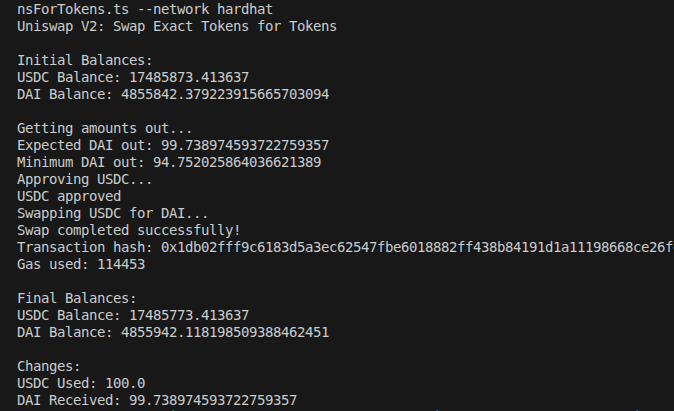 nsForTokens.ts --network hardhat
Uniswap V2: Swap Exact Tokens for Tokens
Initial Balances:
USDC Balance: 17485873.413637
DAI Balance: 4855842.379223915665703094
Getting amounts out...
Expected DAI out: 99.738974593722759357
Minimum DAI out: 94.752025864036621389
Approving USDC...
USDC approved
Swapping USDC for DAI...
Swap completed successfully!
Transaction hash: 0x1db02fff9c6183d5a3ec62547fbe6018882ff438b84191d1a11198668ce26f
Gas used: 114453
Final Balances:
USDC Balance: 17485773.413637
DAI Balance: 4855942.118198509388462451
Changes:
USDC Used: 100.0
DAI Received: 99.738974593722759357